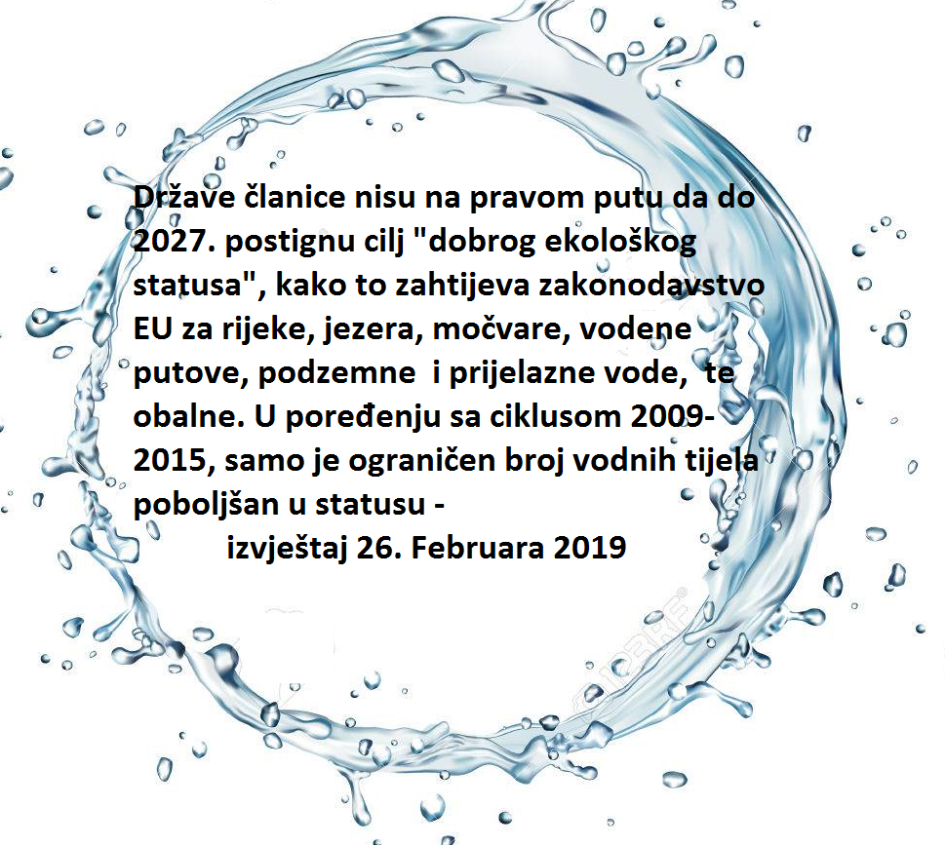 Države članice nisu na pravom putu da do
2027. postignu cilj "dobrog ekološkog
statusa", kako to zahtijeva zakonodavstvo
EU za rijeke, jezera, močvare, vodene
putove, podzemne  i prijelazne vode,  te
obalne. U poređenju sa ciklusom 2009-
2015, samo je ograničen broj vodnih tijela
poboljšan u statusu -
izvještaj 26. Februara 2019
123RF®